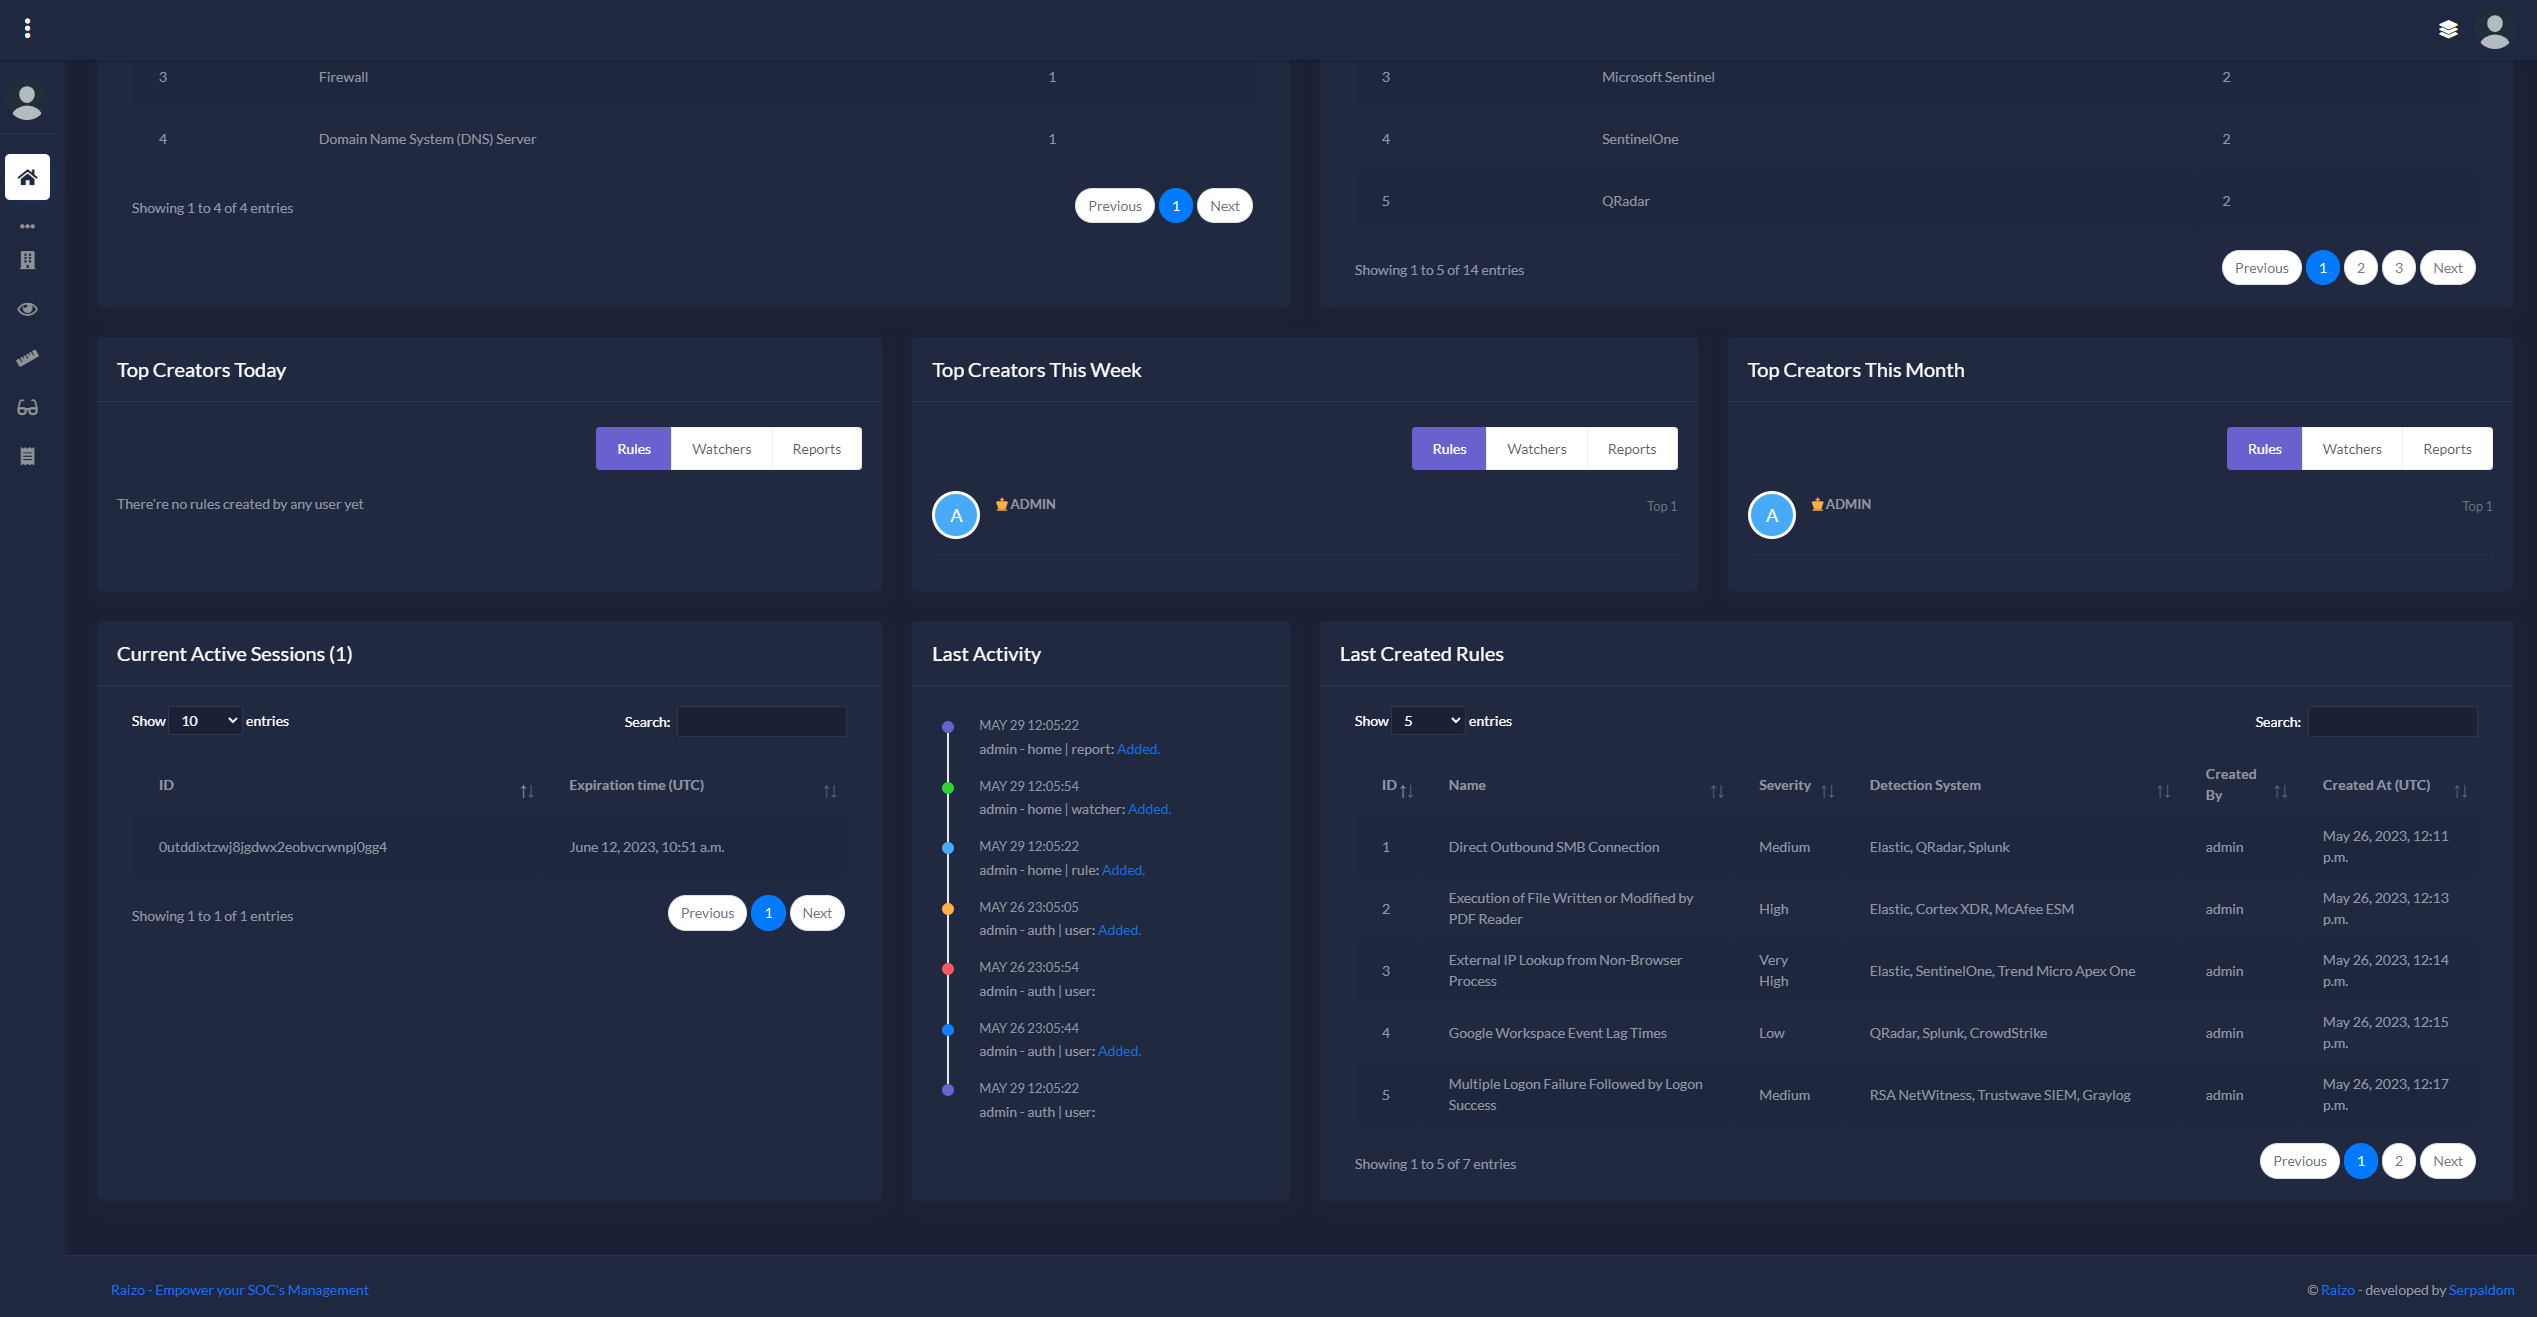 3 Firewall 1
4 Domain Name System (DNS) Server 1
Showing 1 to 4 of 4 entries
Previous 1 Next
3 Microsoft Sentinel 2
4 SentinelOne 2
5 QRadar 2
Showing 1 to 5 of 14 entries
Previous 1 2 3 Next
Top Creators Today
Rules Watchers Reports
There're no rules created by any user yet
Top Creators This Week
Rules Watchers Reports
A ADMIN Top 1
Top Creators This Month
Rules Watchers Reports
A ADMIN Top 1
Current Active Sessions (1)
Show 10 entries Search:
ID Expiration time (UTC)
0utddixtzwj8jgdwx2eobvcrwnpj0gg4 June 12, 2023, 10:51 a.m.
Showing 1 to 1 of 1 entries
Previous 1 Next
Last Activity
MAY 29 12:05:22
admin - home | report: Added.
MAY 29 12:05:54
admin - home | watcher: Added.
MAY 29 12:05:22
admin - home | rule: Added.
MAY 26 23:05:05
admin - auth | user: Added.
MAY 26 23:05:54
admin - auth | user:
MAY 26 23:05:44
admin - auth | user: Added.
MAY 29 12:05:22
admin - auth | user:
Last Created Rules
Show 5 entries Search:
ID Name Severity Detection System Created By Created At (UTC)
1 Direct Outbound SMB Connection Medium Elastic, QRadar, Splunk admin May 26, 2023, 12:11 p.m.
2 Execution of File Written or Modified by PDF Reader High Elastic, Cortex XDR, McAfee ESM admin May 26, 2023, 12:13 p.m.
3 External IP Lookup from Non-Browser Process Very High Elastic, SentinelOne, Trend Micro Apex One admin May 26, 2023, 12:14 p.m.
4 Google Workspace Event Lag Times Low QRadar, Splunk, CrowdStrike admin May 26, 2023, 12:15 p.m.
5 Multiple Logon Failure Followed by Logon Success Medium RSA NetWitness, Trustwave SIEM, Graylog admin May 26, 2023, 12:17 p.m.
Showing 1 to 5 of 7 entries
Previous 1 2 Next
Raizo - Empower your SOC's Management
© Raizo - developed by Serpaldom